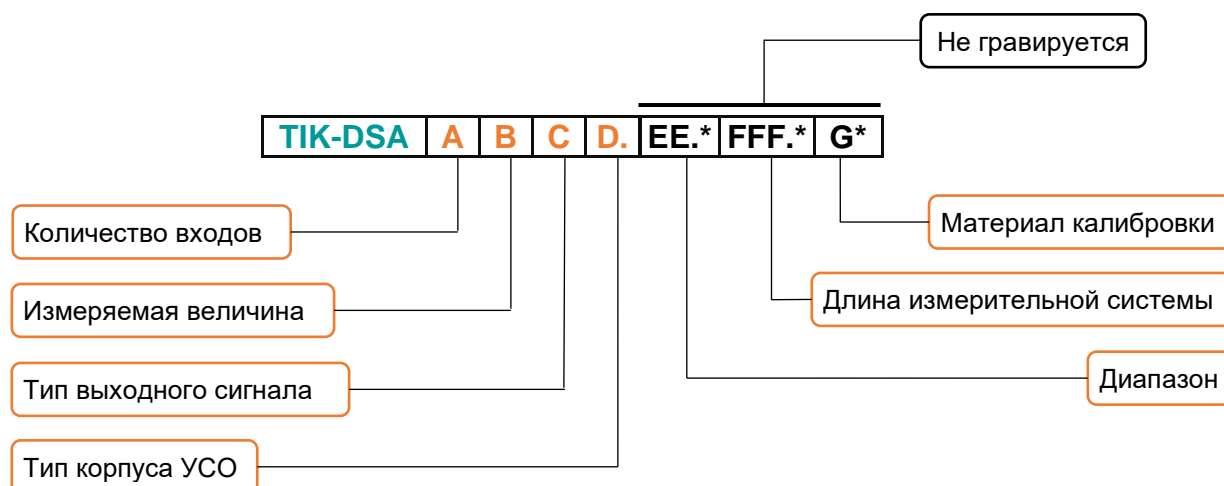 Не гравируется
TIK-DSA A B C D. EE.* FFF.* G*
Количество входов
Материал калибровки
Измеряемая величина
Длина измерительной системы
Тип выходного сигнала
Диапазон
Тип корпуса УСО